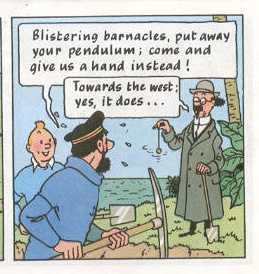 Blistering barnacles, put away
your pendulum; come and
give us a hand instead!
Towards the west;
yes, it does...